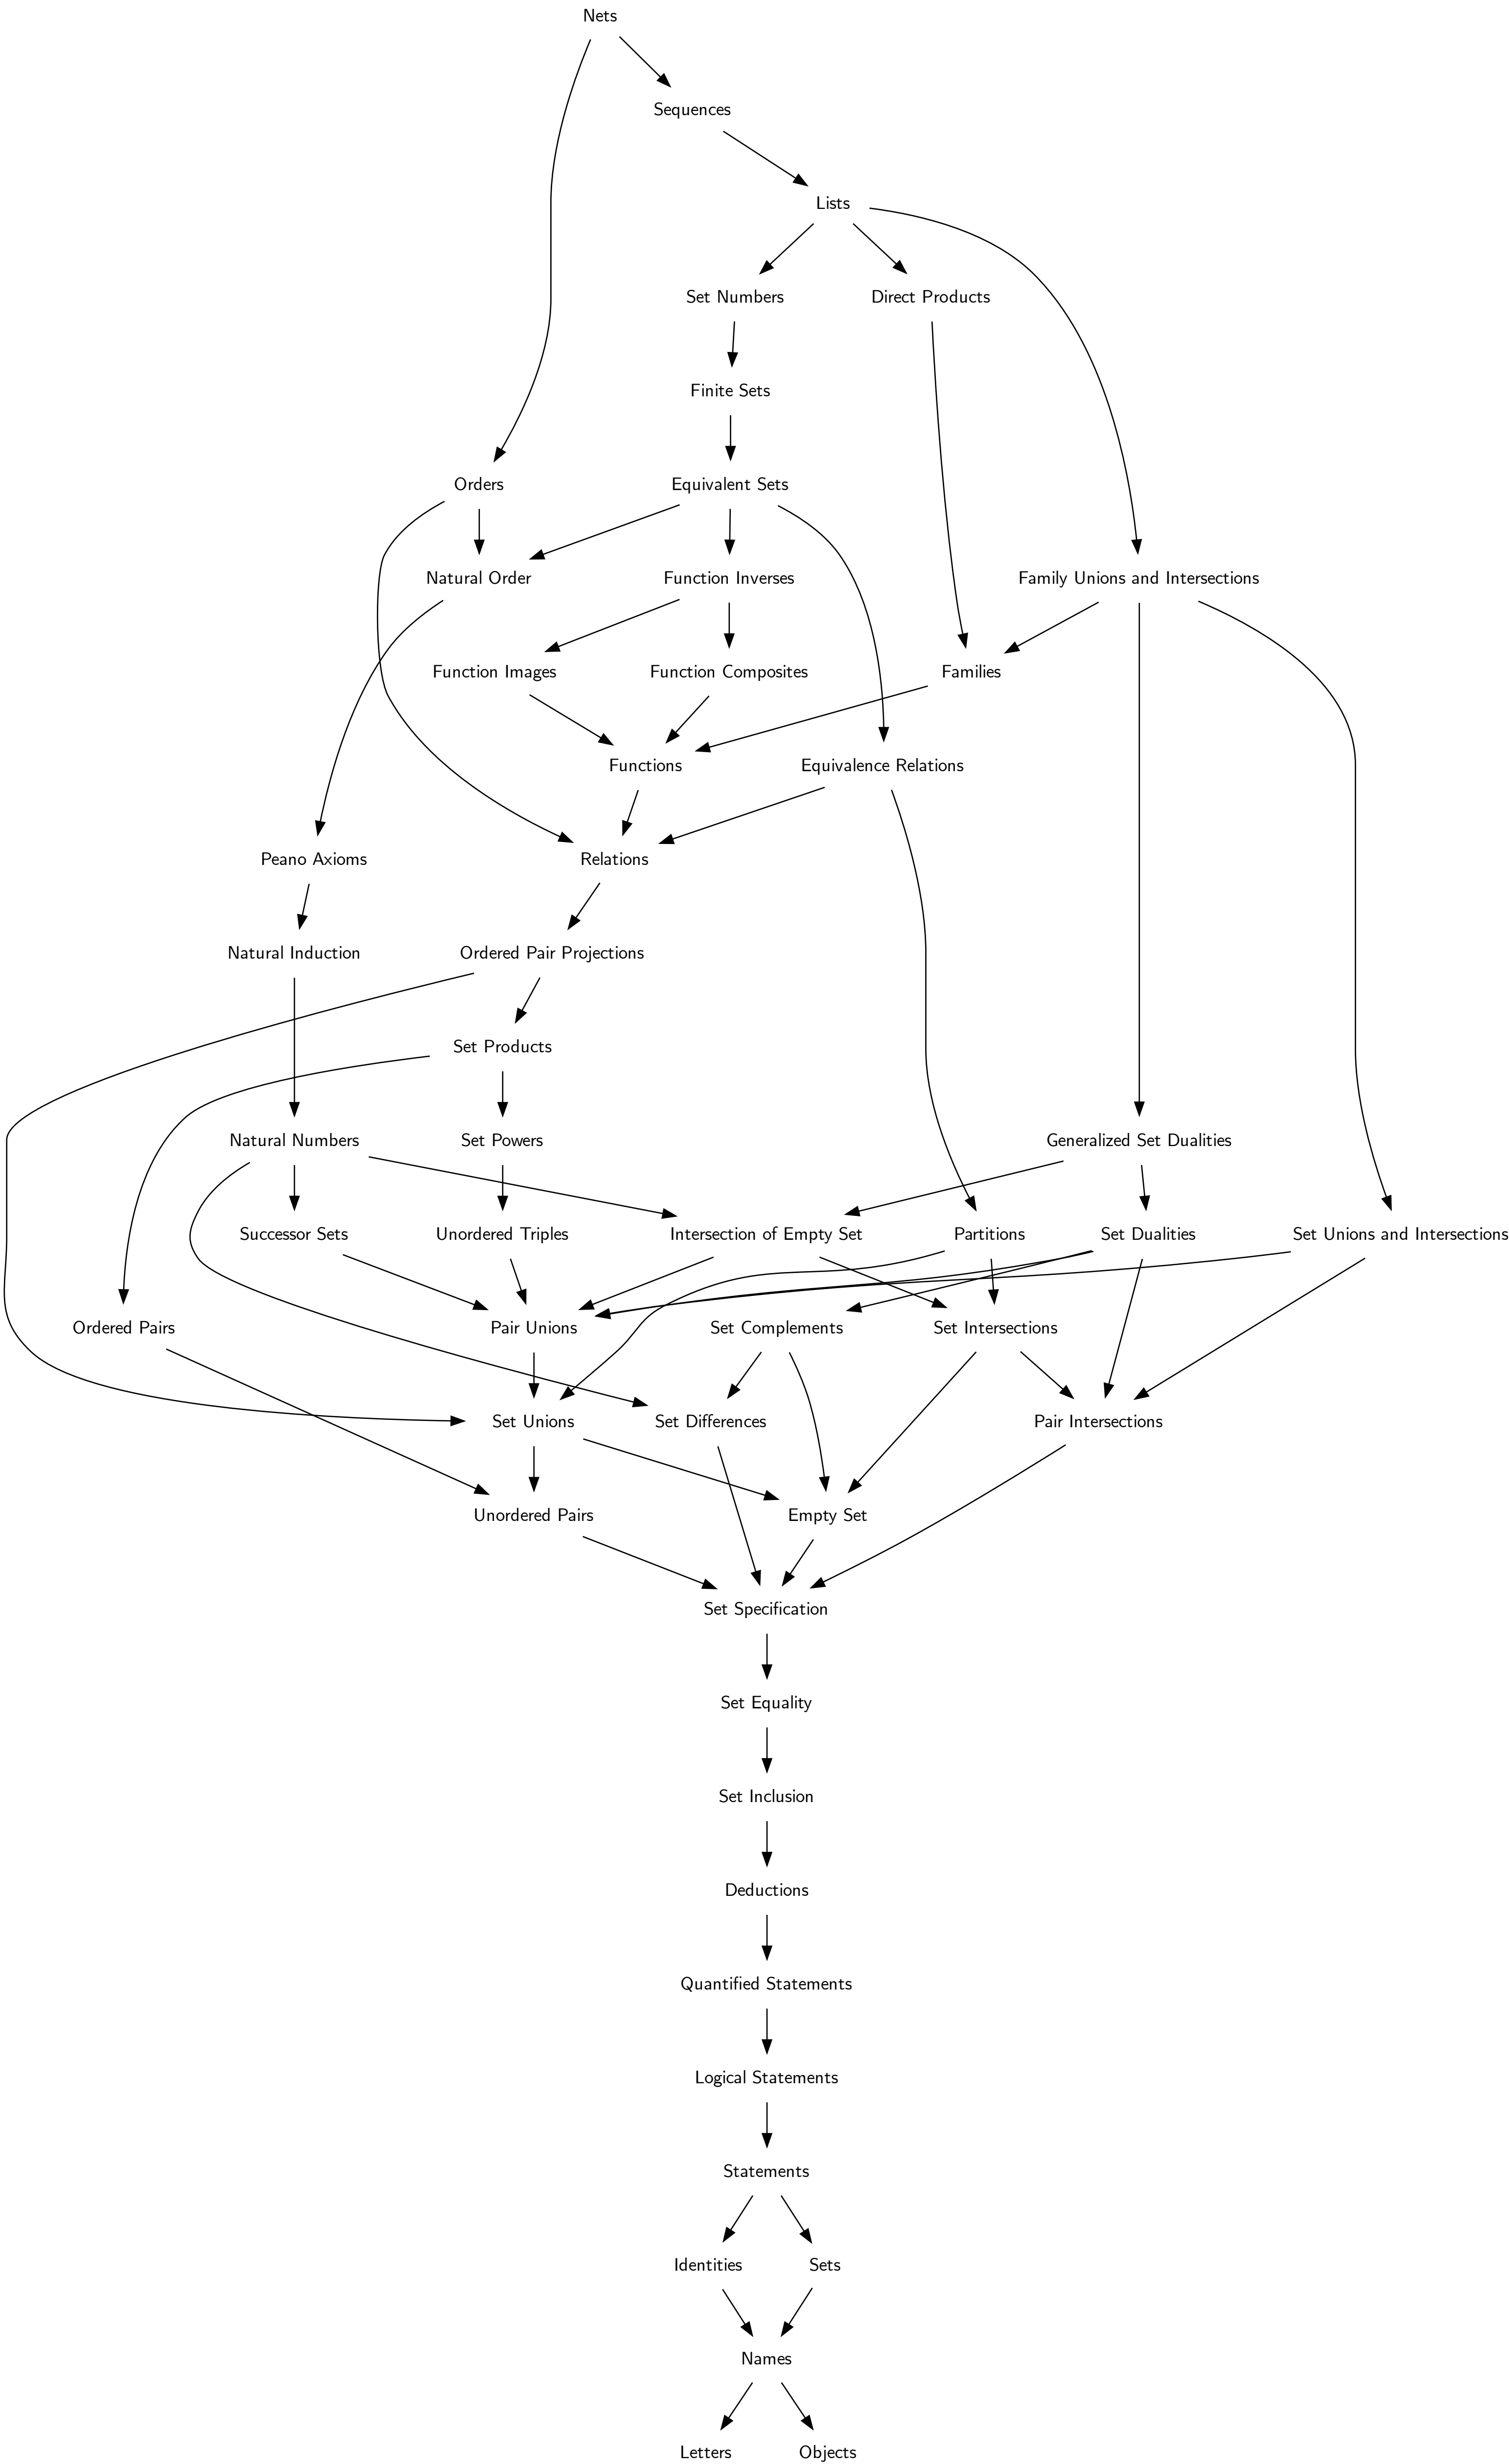 Nets
Sequences
Lists
Set Numbers
Direct Products
Finite Sets
Orders
Equivalent Sets
Natural Order
Function Inverses
Family Unions and Intersections
Function Images
Function Composites
Families
Functions
Equivalence Relations
Peano Axioms
Relations
Natural Induction
Ordered Pair Projections
Set Products
Natural Numbers
Set Powers
Generalized Set Dualities
Successor Sets
Unordered Triples
Intersection of Empty Set
Partitions
Set Dualities
Set Unions and Intersections
Ordered Pairs
Pair Unions
Set Complements
Set Intersections
Set Unions
Set Differences
Pair Intersections
Unordered Pairs
Empty Set
Set Specification
Set Equality
Set Inclusion
Deductions
Quantified Statements
Logical Statements
Statements
Identities
Sets
Names
Letters
Objects